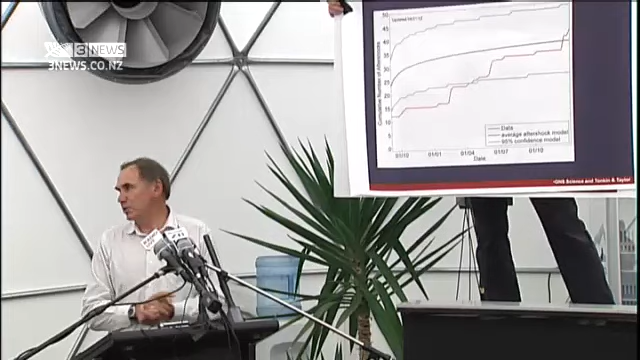 3 NEWS
3NEWS.CO.NZ
Cumulative Number of Aftershocks
50
45
40
35
30
25
20
15
10
5
0
01/10
01/01
01/04
01/07
01/10
Date
Data
average aftershock model
95% confidence model
GNS Science and Tonkin & Taylor